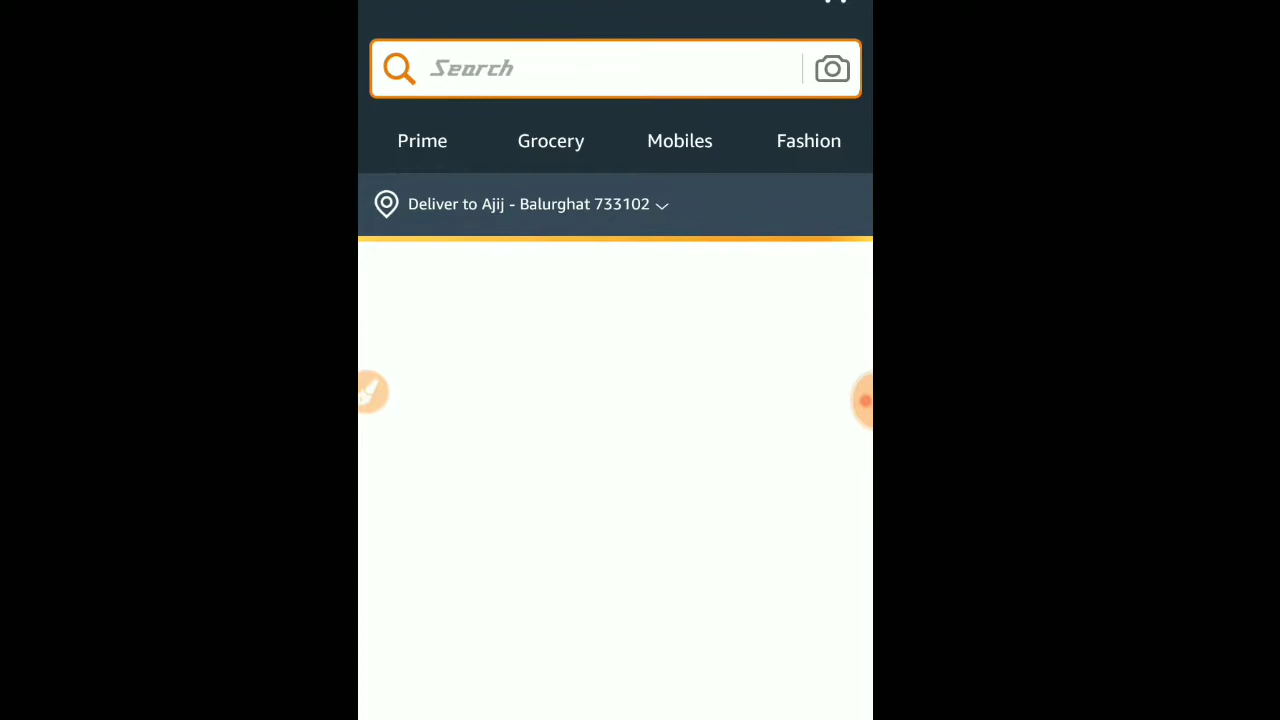 Search
Prime Grocery Mobiles Fashion
Deliver to Ajij - Balurghat 733102